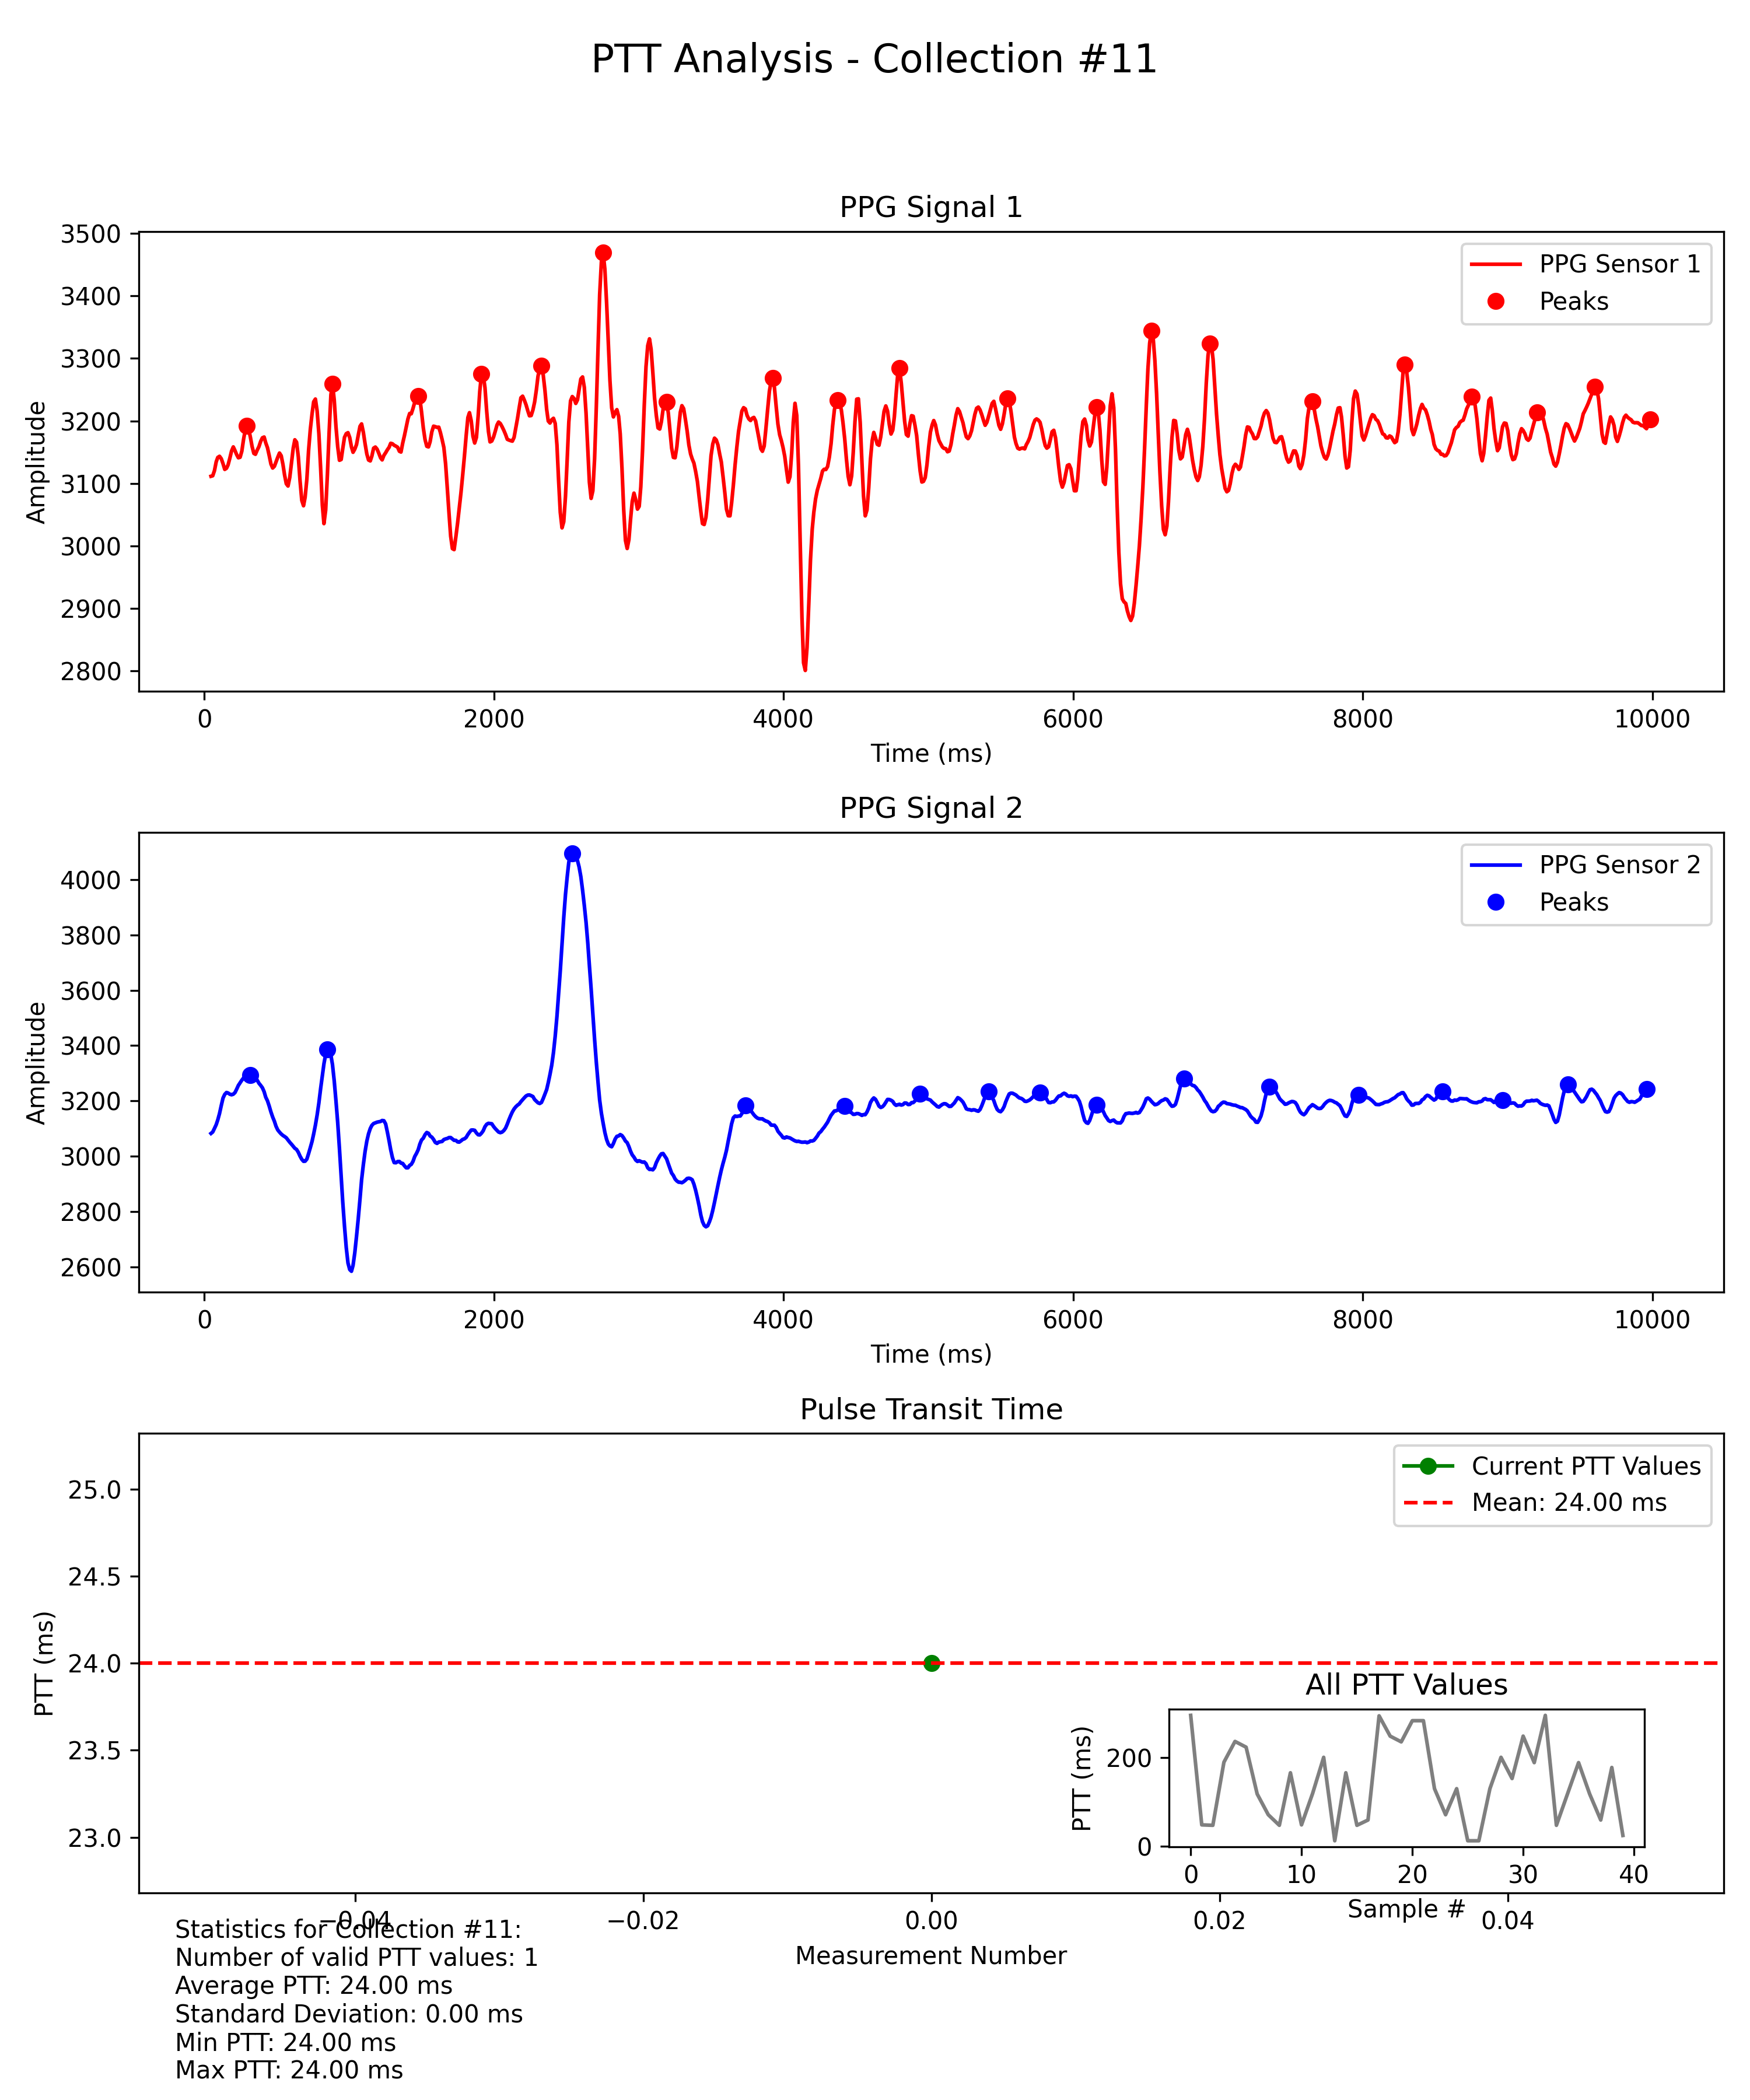 PTT Analysis - Collection #11
PPG Signal 1
3500
3400
3300
3200
3100
3000
2900
2800
Amplitude
PPG Sensor 1
Peaks
0 2000 4000 6000 8000 10000
Time (ms)
PPG Signal 2
4000
3800
3600
3400
3200
3000
2800
2600
Amplitude
PPG Sensor 2
Peaks
0 2000 4000 6000 8000 10000
Time (ms)
Pulse Transit Time
25.0
24.5
24.0
23.5
23.0
PTT (ms)
Current PTT Values
Mean: 24.00 ms
All PTT Values
PTT (ms)
200
0
0 10 20 30 40
Sample #
−0.04 −0.02 0.00 0.02 0.04
Measurement Number
Statistics for Collection #11:
Number of valid PTT values: 1
Average PTT: 24.00 ms
Standard Deviation: 0.00 ms
Min PTT: 24.00 ms
Max PTT: 24.00 ms